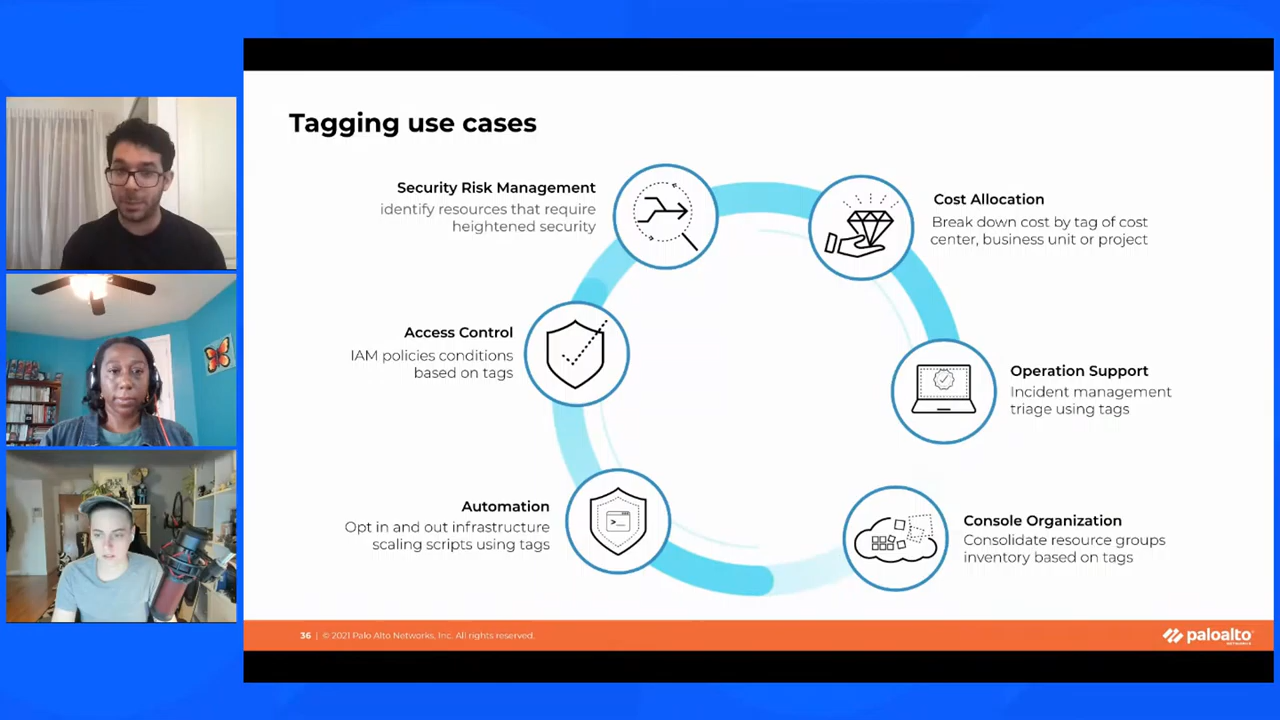 Tagging use cases
Security Risk Management
identify resources that require
heightened security
Cost Allocation
Break down cost by tag of cost
center, business unit or project
Access Control
IAM policies conditions
based on tags
Operation Support
Incident management
triage using tags
Automation
Opt in and out infrastructure
scaling scripts using tags
Console Organization
Consolidate resource groups
inventory based on tags
>_
36 | © 2021 Palo Alto Networks, Inc. All rights reserved.
paloalto
NETWORKS